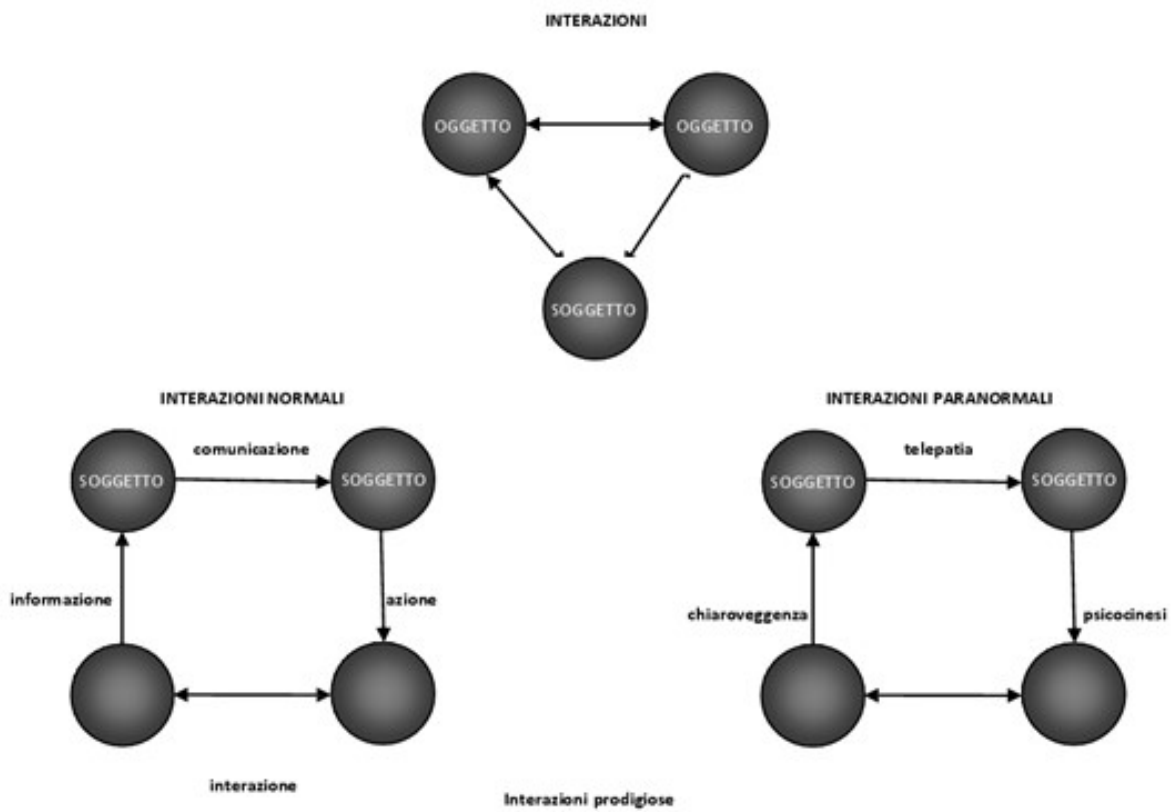 INTERAZIONI
OGGETTO
OGGETTO
SOGGETTO
INTERAZIONI NORMALI
comunicazione
SOGGETTO
SOGGETTO
informazione
azione
interazione
INTERAZIONI PARANORMALI
telepatia
SOGGETTO
SOGGETTO
chiaroveggenza
psicocinesi
Interazioni prodigiose